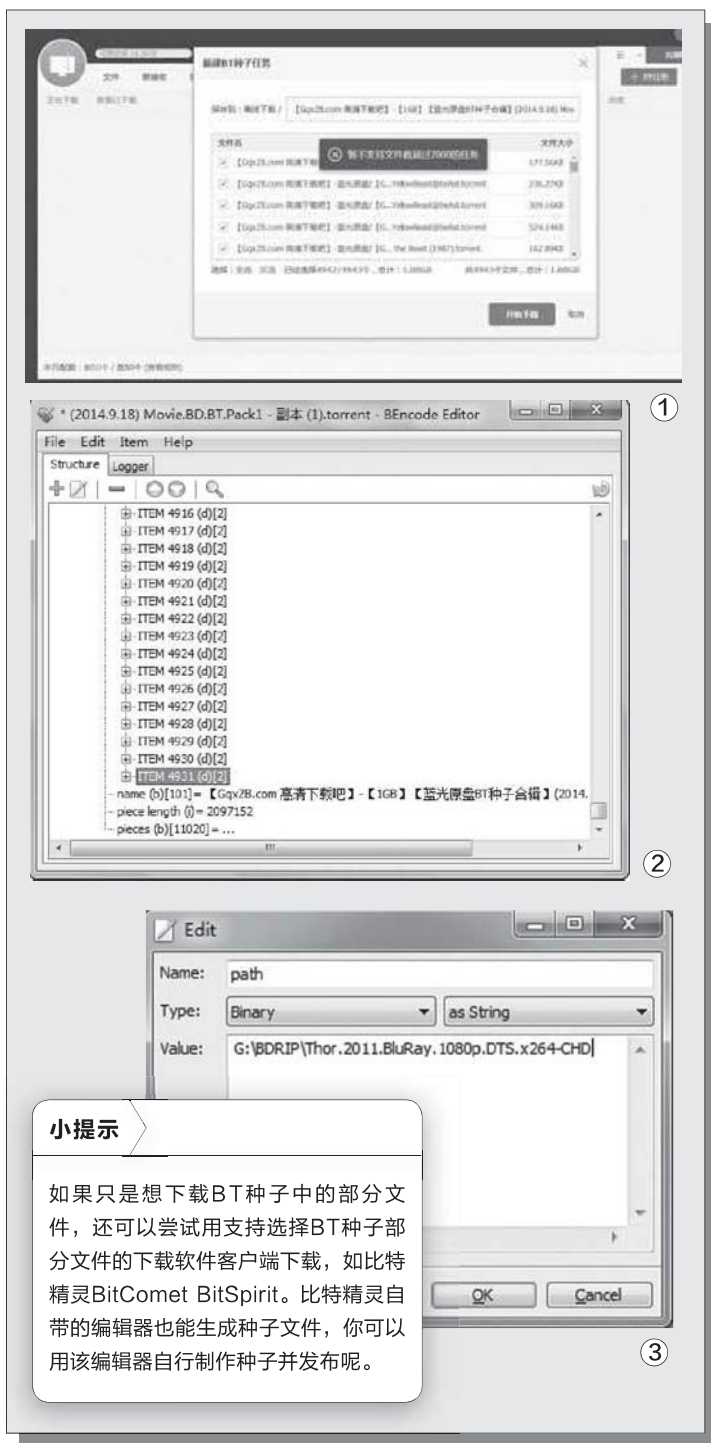 新建BT种子任务
文件名
文件大小
暂不支持文件数超过2000的任务
177.56KB
236.27KB
309.16KB
524.14KB
162.89KB
开始下载
取消
①
* (2014.9.18) Movie.BD.BT.Pack1 - 副本 (1).torrent - BEncode Editor
File Edit Item Help
Structure Logger
ITEM 4916 (d)[2]
ITEM 4917 (d)[2]
ITEM 4918 (d)[2]
ITEM 4919 (d)[2]
ITEM 4920 (d)[2]
ITEM 4921 (d)[2]
ITEM 4922 (d)[2]
ITEM 4923 (d)[2]
ITEM 4924 (d)[2]
ITEM 4925 (d)[2]
ITEM 4926 (d)[2]
ITEM 4927 (d)[2]
ITEM 4928 (d)[2]
ITEM 4929 (d)[2]
ITEM 4930 (d)[2]
ITEM 4931 (d)[2]
name (b)[101]= 【GqxZB.com 高清下载吧】-【1GB】【蓝光原盘BT种子合辑】(2014.
piece length (i)= 2097152
pieces (b)[11020]= ...
②
Edit
Name: path
Type: Binary as String
Value: G:\BDRIP\Thor.2011.BluRay.1080p.DTS.x264-CHD
OK Cancel
③
小提示
如果只是想下载BT种子中的部分文
件，还可以尝试用支持选择BT种子部
分文件的下载软件客户端下载，如比特
精灵BitComet BitSpirit。比特精灵自
带的编辑器也能生成种子文件，你可以
用该编辑器自行制作种子并发布呢。